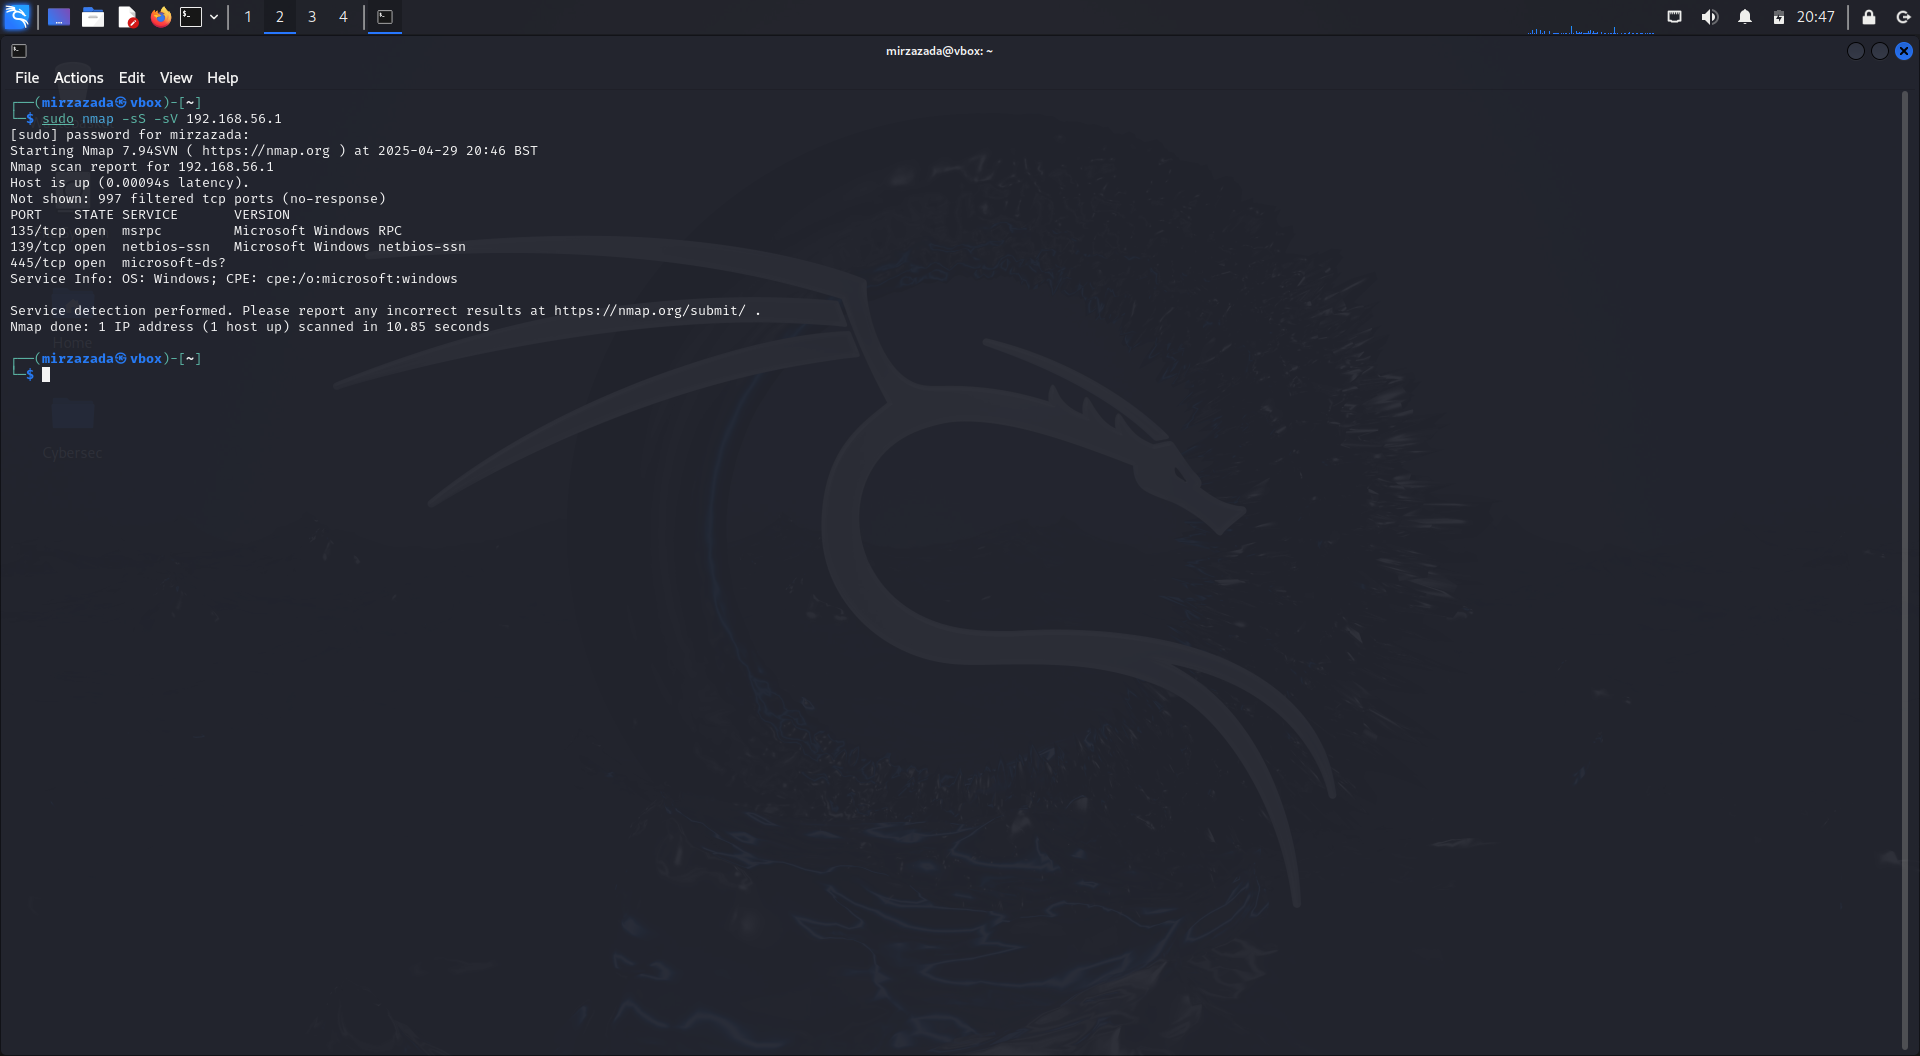 1 2 3 4 20:47
mirzazada@vbox: ~
File Actions Edit View Help
┌──(mirzazada㉿vbox)-[~]
└─$ sudo nmap -sS -sV 192.168.56.1
[sudo] password for mirzazada:
Starting Nmap 7.94SVN ( https://nmap.org ) at 2025-04-29 20:46 BST
Nmap scan report for 192.168.56.1
Host is up (0.00094s latency).
Not shown: 997 filtered tcp ports (no-response)
PORT    STATE SERVICE       VERSION
135/tcp open  msrpc         Microsoft Windows RPC
139/tcp open  netbios-ssn   Microsoft Windows netbios-ssn
445/tcp open  microsoft-ds?
Service Info: OS: Windows; CPE: cpe:/o:microsoft:windows
Service detection performed. Please report any incorrect results at https://nmap.org/submit/ .
Nmap done: 1 IP address (1 host up) scanned in 10.85 seconds
Home
┌──(mirzazada㉿vbox)-[~]
└─$
Cybersec